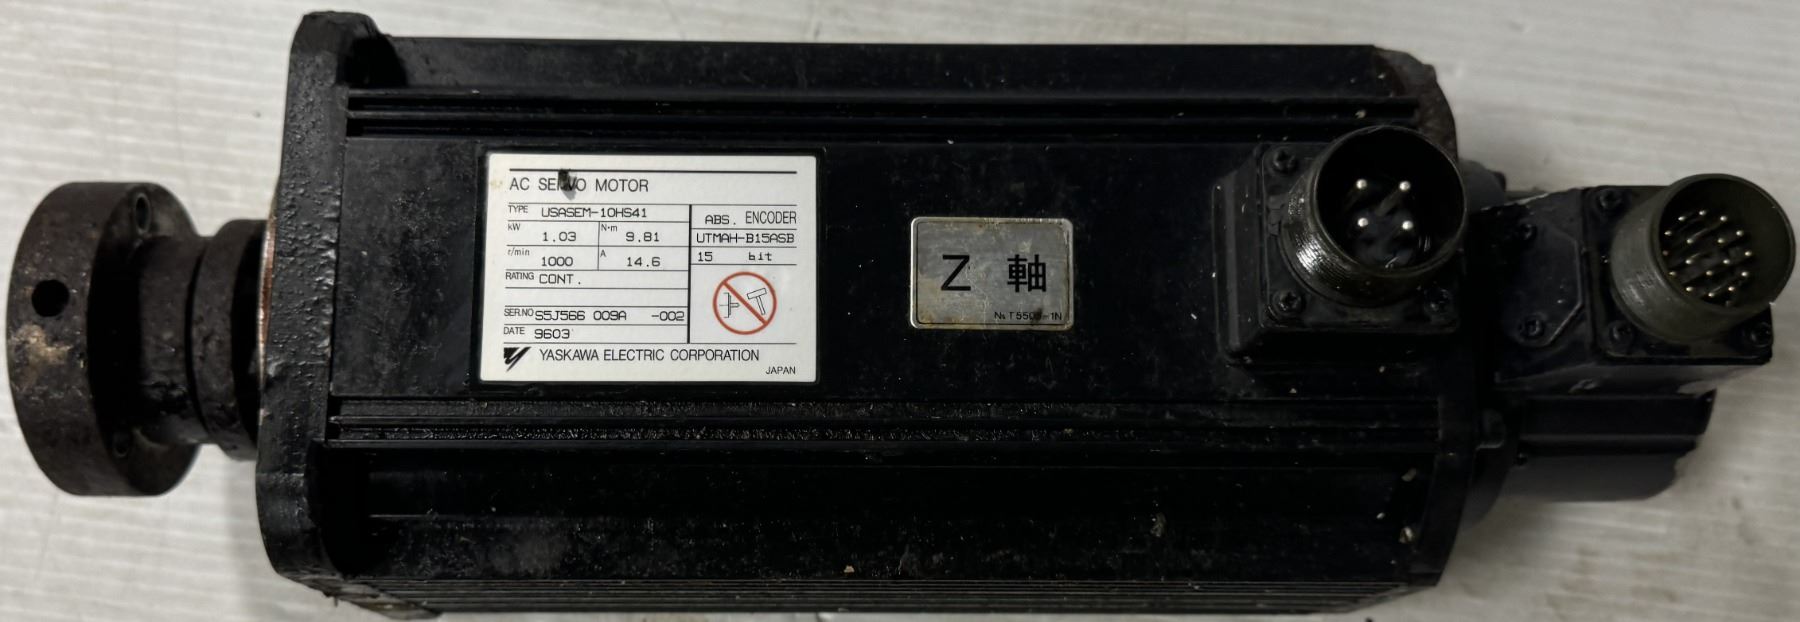 AC SERVO MOTOR
TYPE USASEM-10HS41
kW 1.03 N·m 9.81
r/min 1000 A 14.6
RATING CONT.
SER.NO S5J566 009A -002
DATE 9603
YASKAWA ELECTRIC CORPORATION
JAPAN
ABS. ENCODER
UTMAH-B15ASB
15 bit
Z 軸